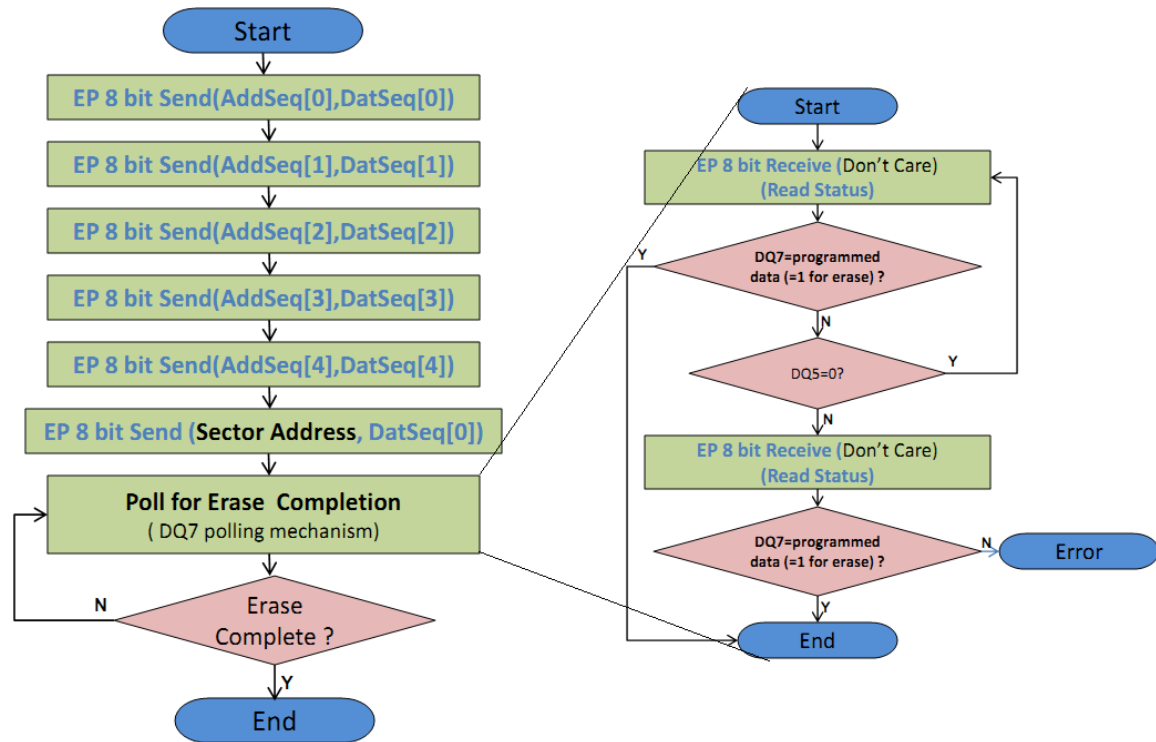 Start
EP 8 bit Send(AddSeq[0],DatSeq[0])
EP 8 bit Send(AddSeq[1],DatSeq[1])
EP 8 bit Send(AddSeq[2],DatSeq[2])
EP 8 bit Send(AddSeq[3],DatSeq[3])
EP 8 bit Send(AddSeq[4],DatSeq[4])
EP 8 bit Send (Sector Address, DatSeq[0])
Poll for Erase Completion
( DQ7 polling mechanism)
N
Erase
Complete ?
Y
End
Start
EP 8 bit Receive (Don’t Care)
(Read Status)
Y
DQ7=programmed
data (=1 for erase) ?
N
DQ5=0?
Y
N
EP 8 bit Receive (Don’t Care)
(Read Status)
DQ7=programmed
data (=1 for erase) ?
N
Error
Y
End